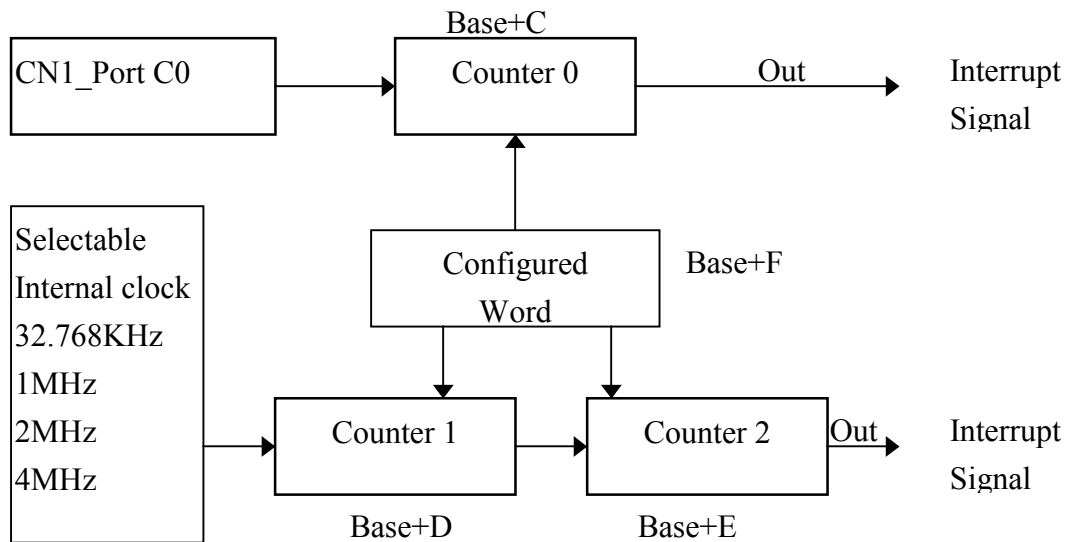 Base+C
CN1_Port C0
Counter 0
Out
Interrupt
Signal
Selectable
Internal clock
32.768KHz
1MHz
2MHz
4MHz
Configured
Word
Base+F
Counter 1
Counter 2
Out
Interrupt
Signal
Base+D
Base+E